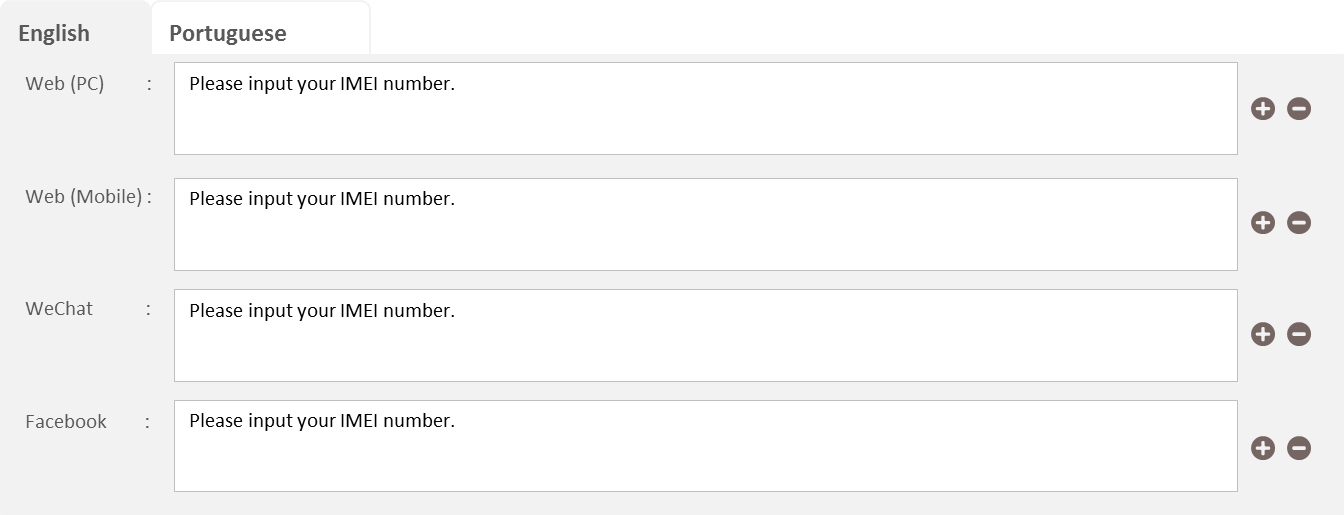 English Portuguese
Web (PC) : Please input your IMEI number.
Web (Mobile) : Please input your IMEI number.
WeChat : Please input your IMEI number.
Facebook : Please input your IMEI number.